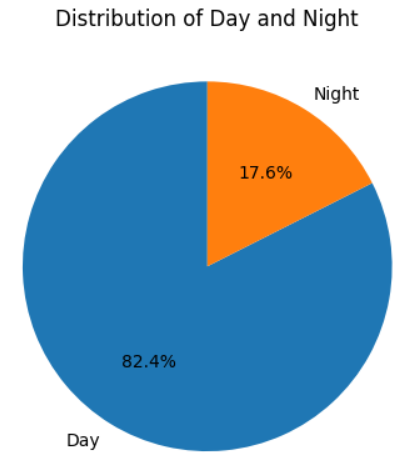 Distribution of Day and Night
Night
17.6%
82.4%
Day